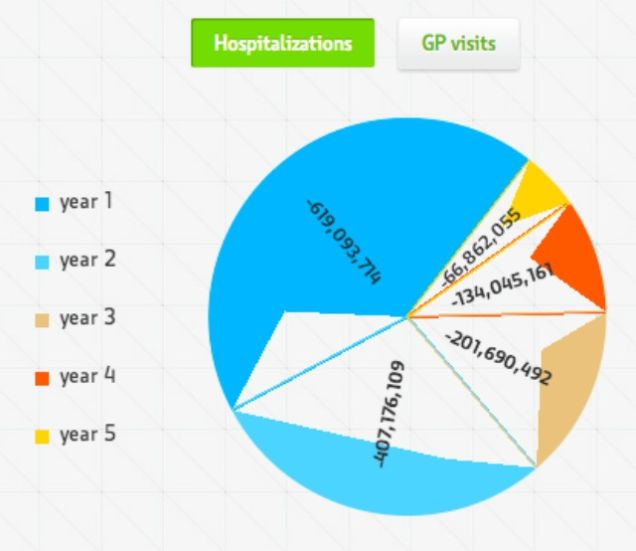 Hospitalizations
GP visits
year 1
year 2
year 3
year 4
year 5
-619,093,714
-66,862,055
-134,045,161
-201,690,492
-407,176,109